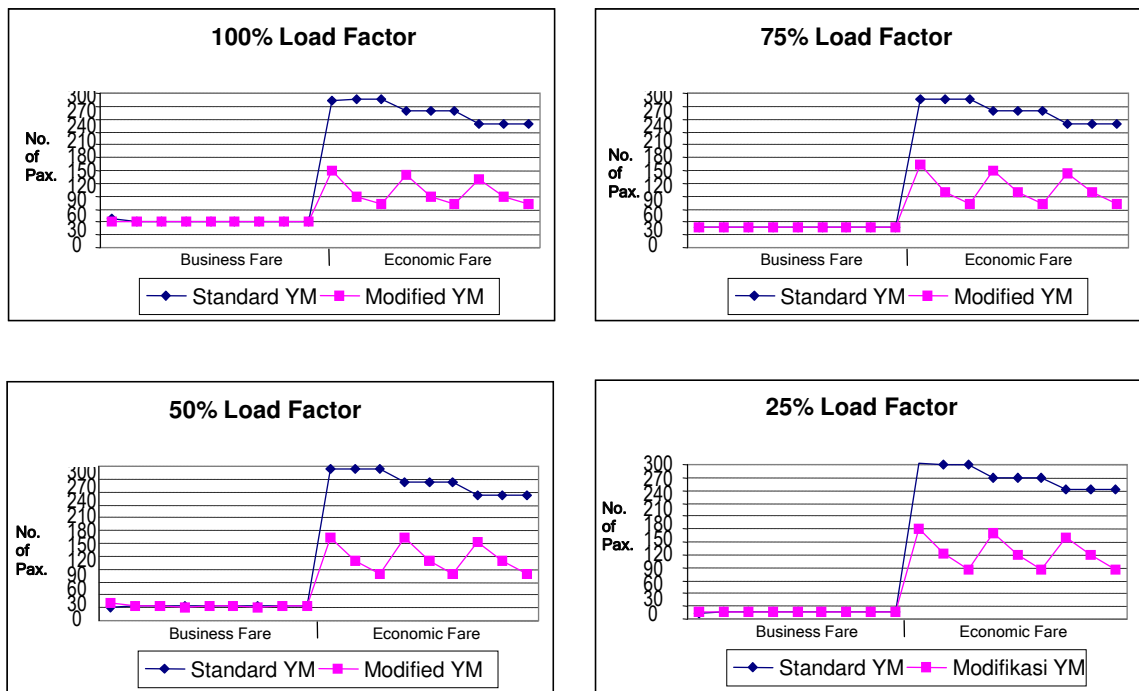 100% Load Factor
300
270
240
210
180
150
120
90
60
30
0
No.
of
Pax.
Business Fare
Economic Fare
Standard YM
Modified YM
75% Load Factor
300
270
240
210
180
150
120
90
60
30
0
No.
of
Pax.
Business Fare
Economic Fare
Standard YM
Modified YM
50% Load Factor
300
270
240
210
180
150
120
90
60
30
0
No.
of
Pax.
Business Fare
Economic Fare
Standard YM
Modified YM
25% Load Factor
300
270
240
210
180
150
120
90
60
30
0
No.
of
Pax.
Business Fare
Economic Fare
Standard YM
Modifikasi YM